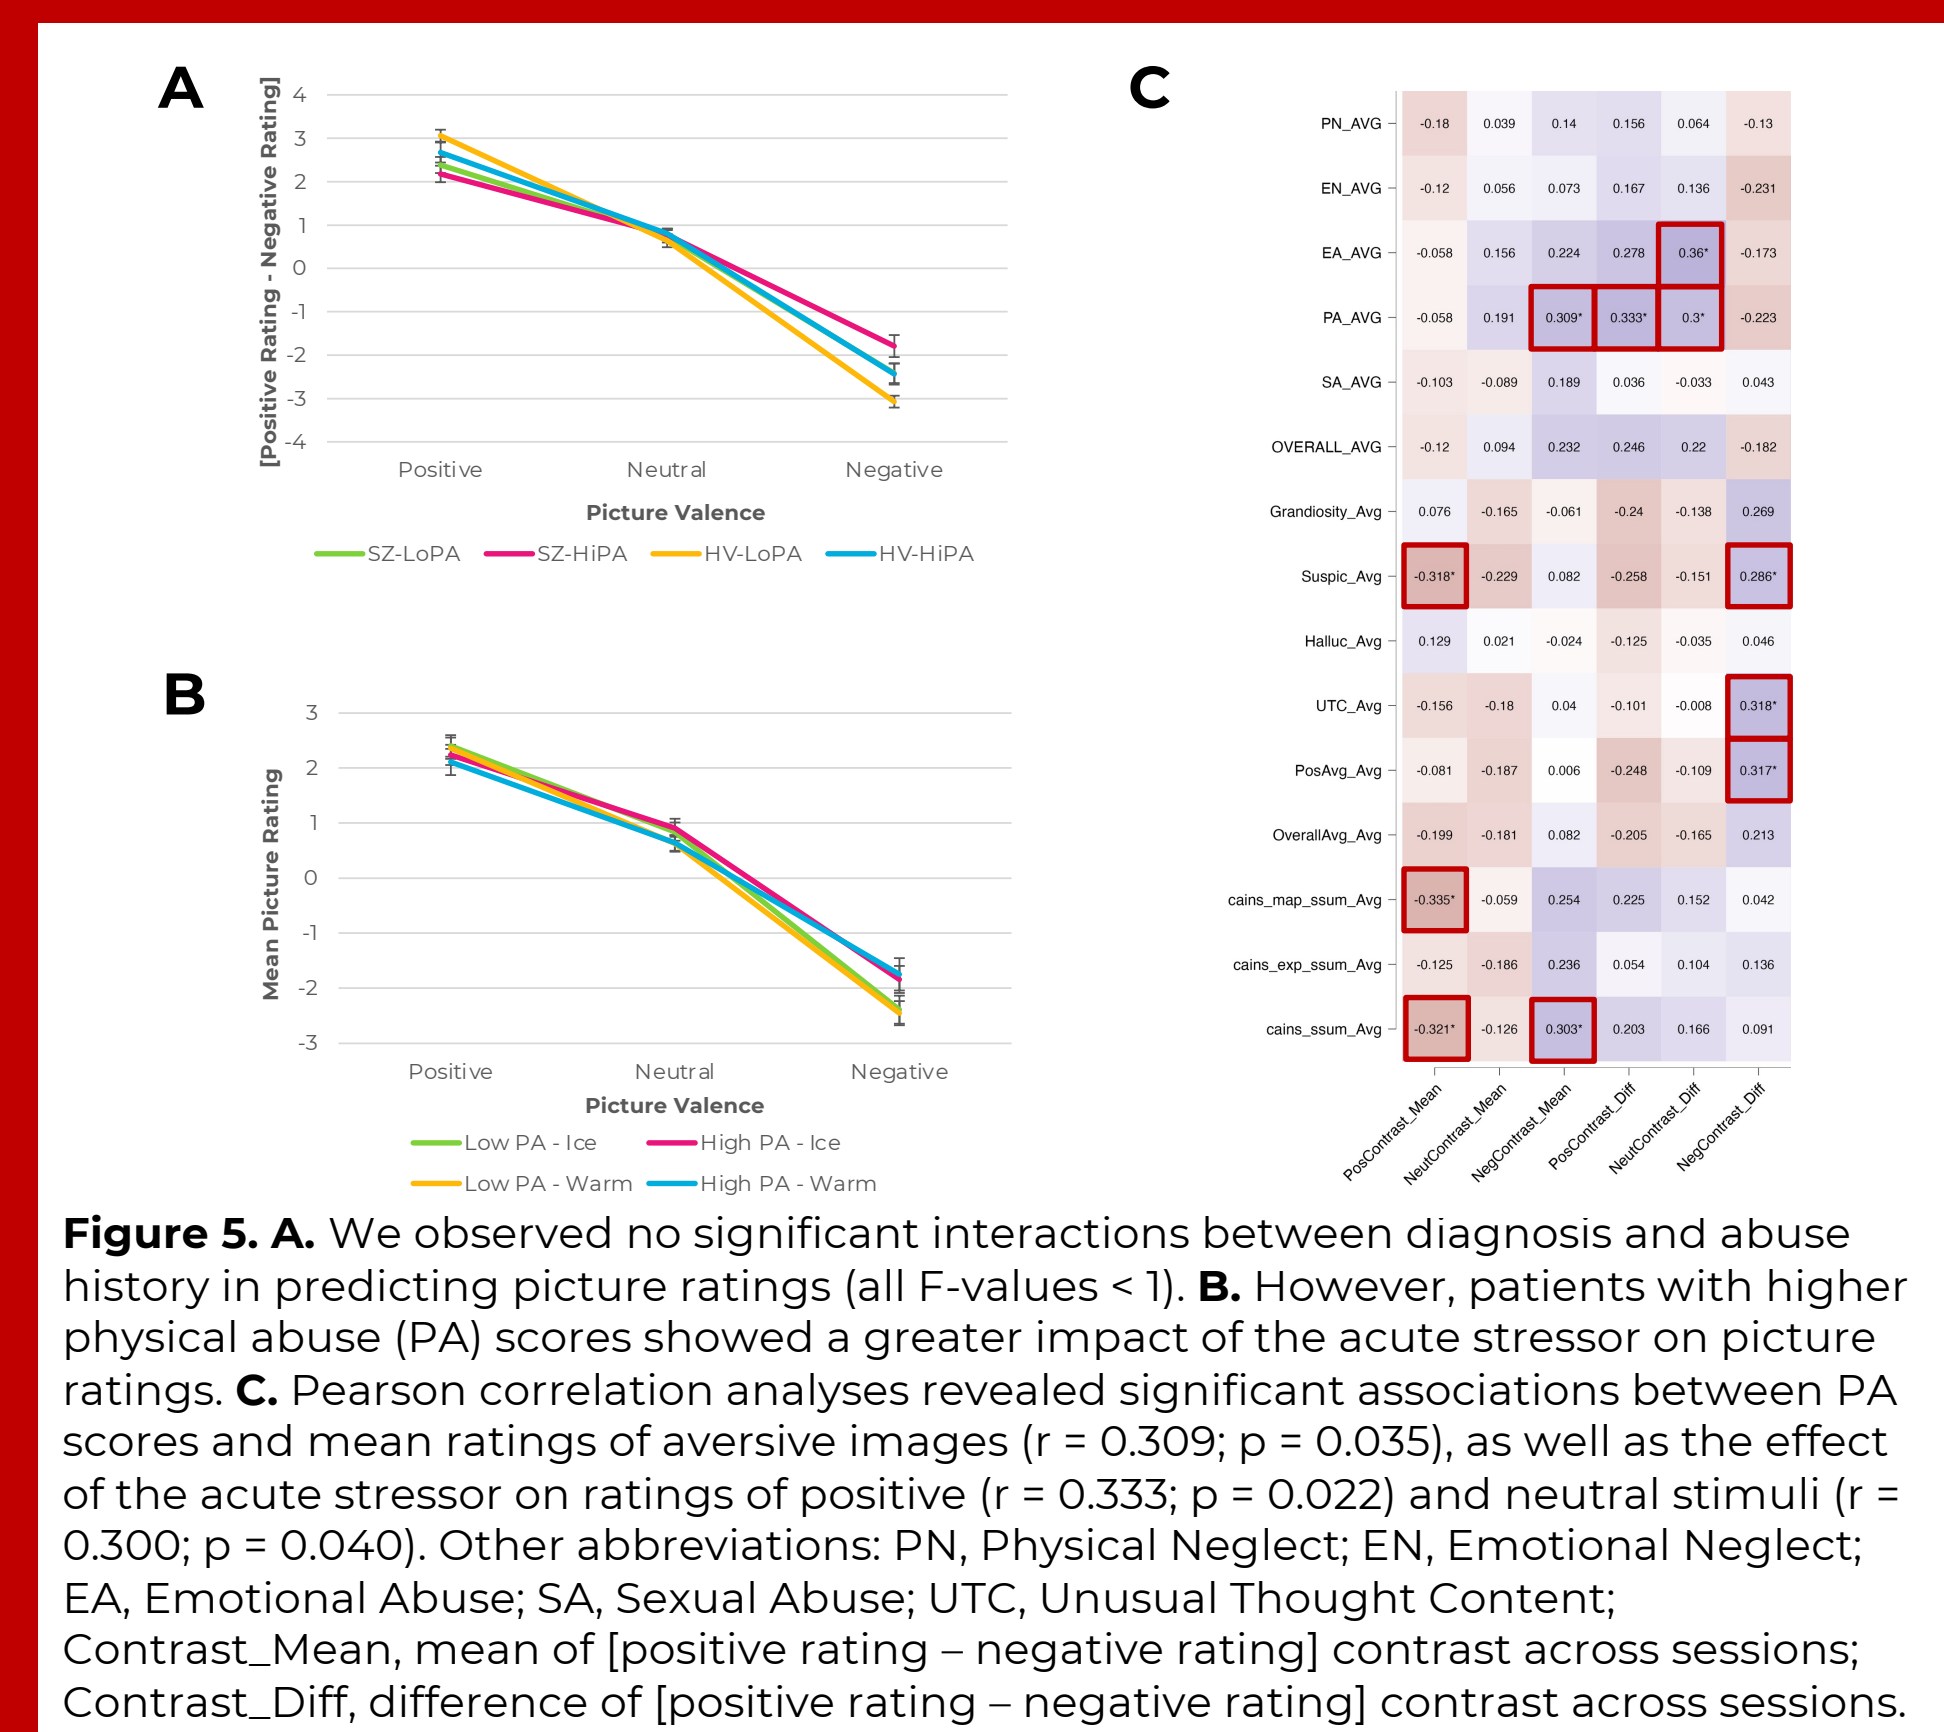 A
[Positive Rating - Negative Rating]
4
3
2
1
0
-1
-2
-3
-4
Positive Neutral Negative
Picture Valence
SZ-LoPA SZ-HiPA HV-LoPA HV-HiPA
B
Mean Picture Rating
3
2
1
0
-1
-2
-3
Positive Neutral Negative
Picture Valence
Low PA - Ice High PA - Ice
Low PA - Warm High PA - Warm
C
PN_AVG -0.18 0.039 0.14 0.156 0.064 -0.13
EN_AVG -0.12 0.056 0.073 0.167 0.136 -0.231
EA_AVG -0.058 0.156 0.224 0.278 0.36* -0.173
PA_AVG -0.058 0.191 0.309* 0.333* 0.3* -0.223
SA_AVG -0.103 -0.089 0.189 0.036 -0.033 0.043
OVERALL_AVG -0.12 0.094 0.232 0.246 0.22 -0.182
Grandiosity_Avg 0.076 -0.165 -0.061 -0.24 -0.138 0.269
Suspic_Avg -0.318* -0.229 0.082 -0.258 -0.151 0.286*
Halluc_Avg 0.129 0.021 -0.024 -0.125 -0.035 0.046
UTC_Avg -0.156 -0.18 0.04 -0.101 -0.008 0.318*
PosAvg_Avg -0.081 -0.187 0.006 -0.248 -0.109 0.317*
OverallAvg_Avg -0.199 -0.181 0.082 -0.205 -0.165 0.213
cains_map_ssum_Avg -0.335* -0.059 0.254 0.225 0.152 0.042
cains_exp_ssum_Avg -0.125 -0.186 0.236 0.054 0.104 0.136
cains_ssum_Avg -0.321* -0.126 0.303* 0.203 0.166 0.091
PosContrast_Mean NeutContrast_Mean NegContrast_Mean PosContrast_Diff NeutContrast_Diff NegContrast_Diff
Figure 5. A. We observed no significant interactions between diagnosis and abuse
history in predicting picture ratings (all F-values < 1). B. However, patients with higher
physical abuse (PA) scores showed a greater impact of the acute stressor on picture
ratings. C. Pearson correlation analyses revealed significant associations between PA
scores and mean ratings of aversive images (r = 0.309; p = 0.035), as well as the effect
of the acute stressor on ratings of positive (r = 0.333; p = 0.022) and neutral stimuli (r =
0.300; p = 0.040). Other abbreviations: PN, Physical Neglect; EN, Emotional Neglect;
EA, Emotional Abuse; SA, Sexual Abuse; UTC, Unusual Thought Content;
Contrast_Mean, mean of [positive rating – negative rating] contrast across sessions;
Contrast_Diff, difference of [positive rating – negative rating] contrast across sessions.